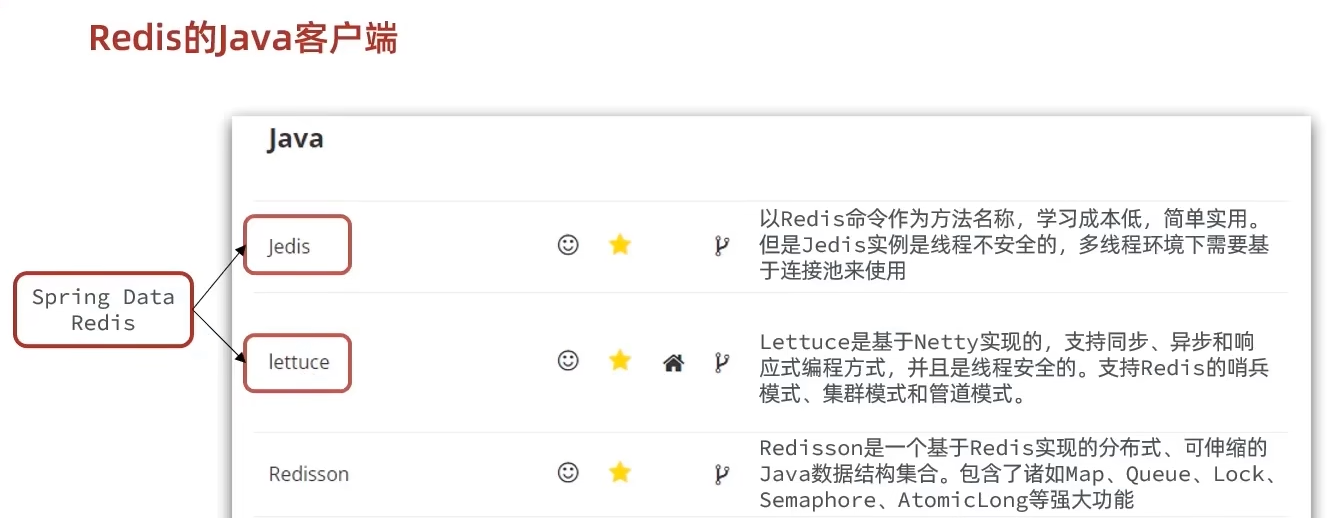 Redis的Java客户端
Java
Jedis
以Redis命令作为方法名称，学习成本低，简单实用。
但是Jedis实例是线程不安全的，多线程环境下需要基
于连接池来使用
Spring Data
Redis
lettuce
Lettuce是基于Netty实现的，支持同步、异步和响
应式编程方式，并且是线程安全的。支持Redis的哨兵
模式、集群模式和管道模式。
Redisson
Redisson是一个基于Redis实现的分布式、可伸缩的
Java数据结构集合。包含了诸如Map、Queue、Lock、
Semaphore、AtomicLong等强大功能